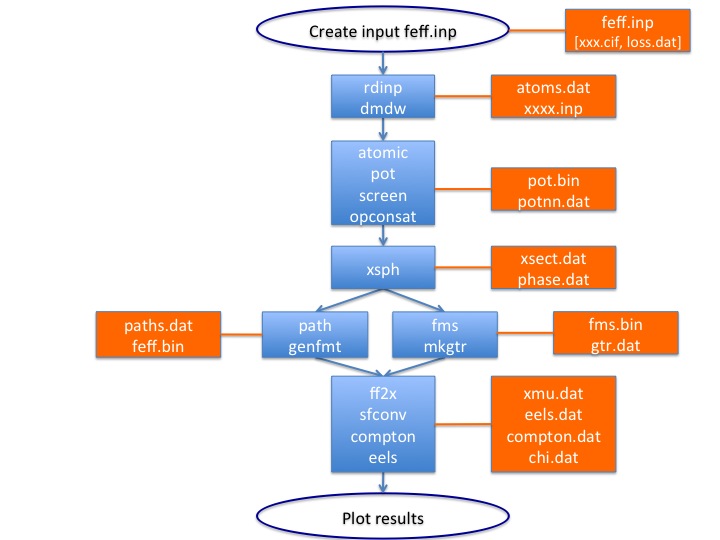 Create input feff.inp
feff.inp
[xxx.cif, loss.dat]
rdinp
dmdw
atoms.dat
xxxx.inp
atomic
pot
screen
opconsat
pot.bin
potnn.dat
xsph
xsect.dat
phase.dat
paths.dat
feff.bin
path
genfmt
fms
mkgtr
fms.bin
gtr.dat
ff2x
sfconv
compton
eels
xmu.dat
eels.dat
compton.dat
chi.dat
Plot results